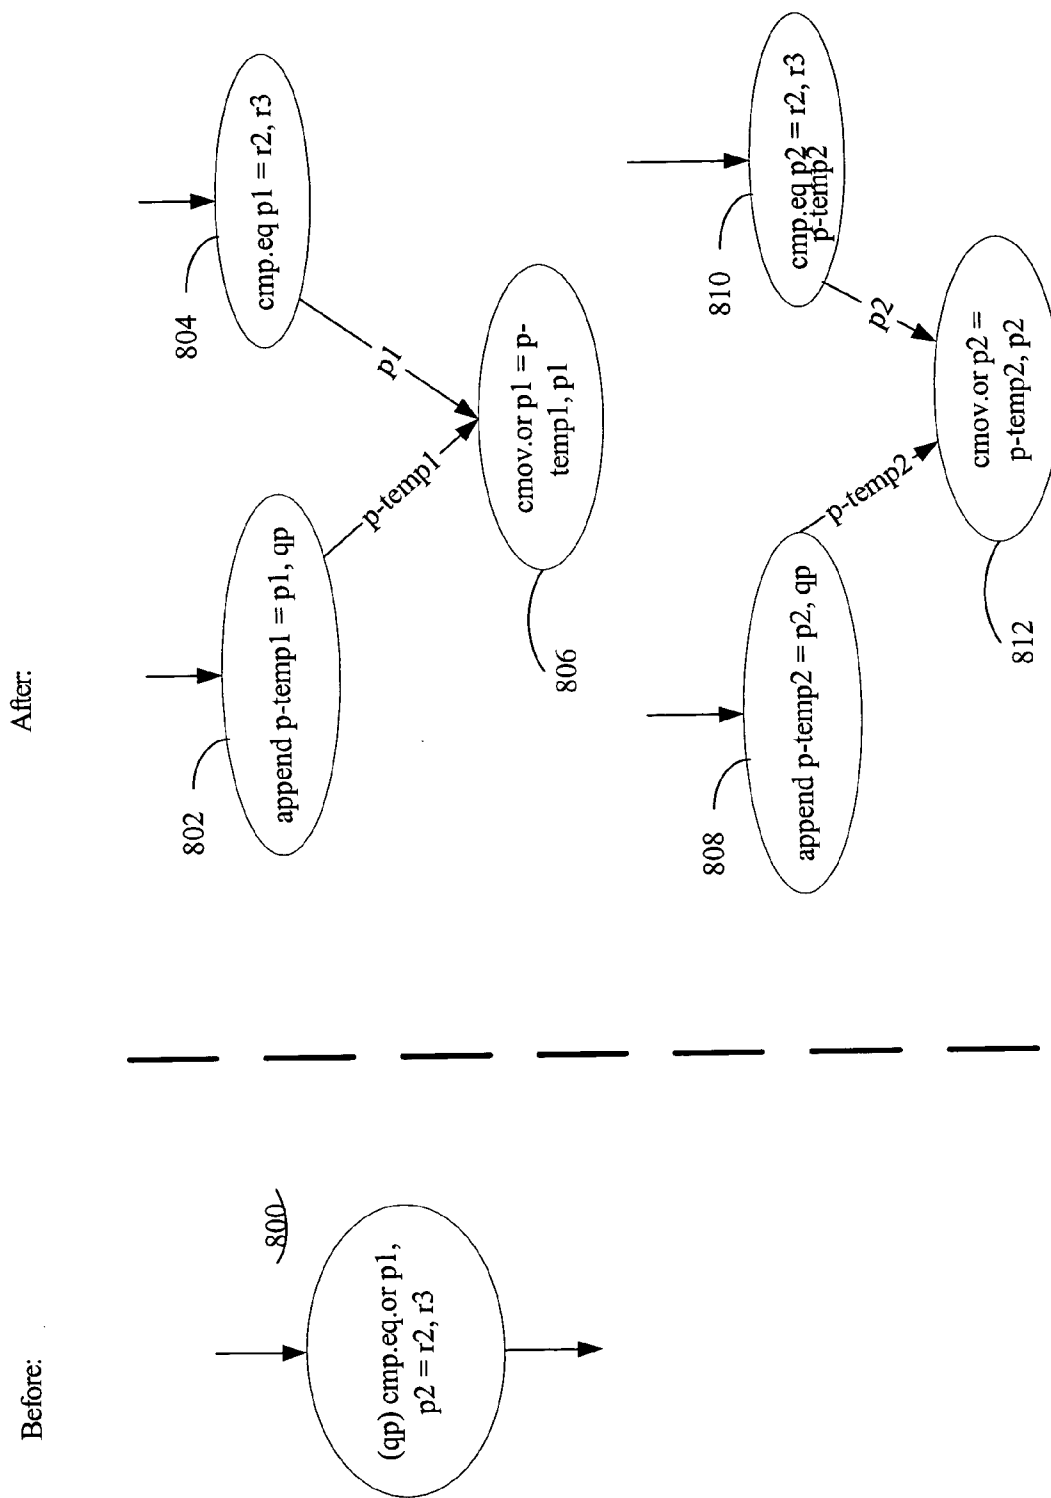 Before:
800
(qp) cmp.eq.or p1,
p2 = r2, r3
After:
802
append p-temp1 = p1, qp
804
cmp.eq p1 = r2, r3
p-temp1
p1
806
cmov.or p1 = p-
temp1, p1
808
append p-temp2 = p2, qp
810
cmp.eq p2 = r2, r3
p-temp2
p-temp2
p2
812
cmov.or p2 =
p-temp2, p2